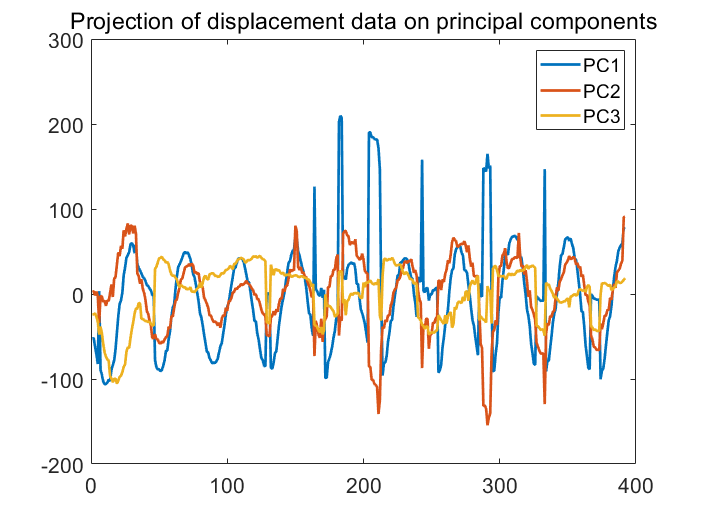 Projection of displacement data on principal components
300
200
100
0
-100
-200
0
100
200
300
400
PC1
PC2
PC3